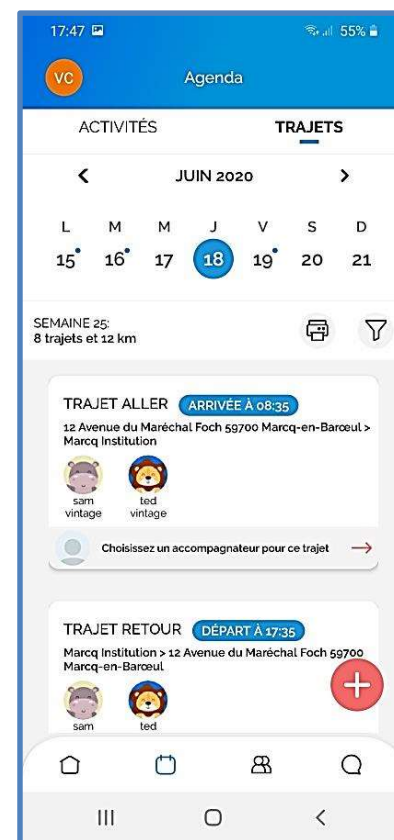 17:47 55%
VC Agenda
ACTIVITÉS TRAJETS
JUIN 2020
L M M J V S D
15 16 17 18 19 20 21
SEMAINE 25:
8 trajets et 12 km
TRAJET ALLER ARRIVÉE À 08:35
12 Avenue du Maréchal Foch 59700 Marcq-en-Barœul >
Marcq Institution
sam ted
vintage vintage
Choisissez un accompagnateur pour ce trajet
TRAJET RETOUR DÉPART À 17:35
Marcq Institution > 12 Avenue du Maréchal Foch 59700
Marcq-en-Barœul
sam ted